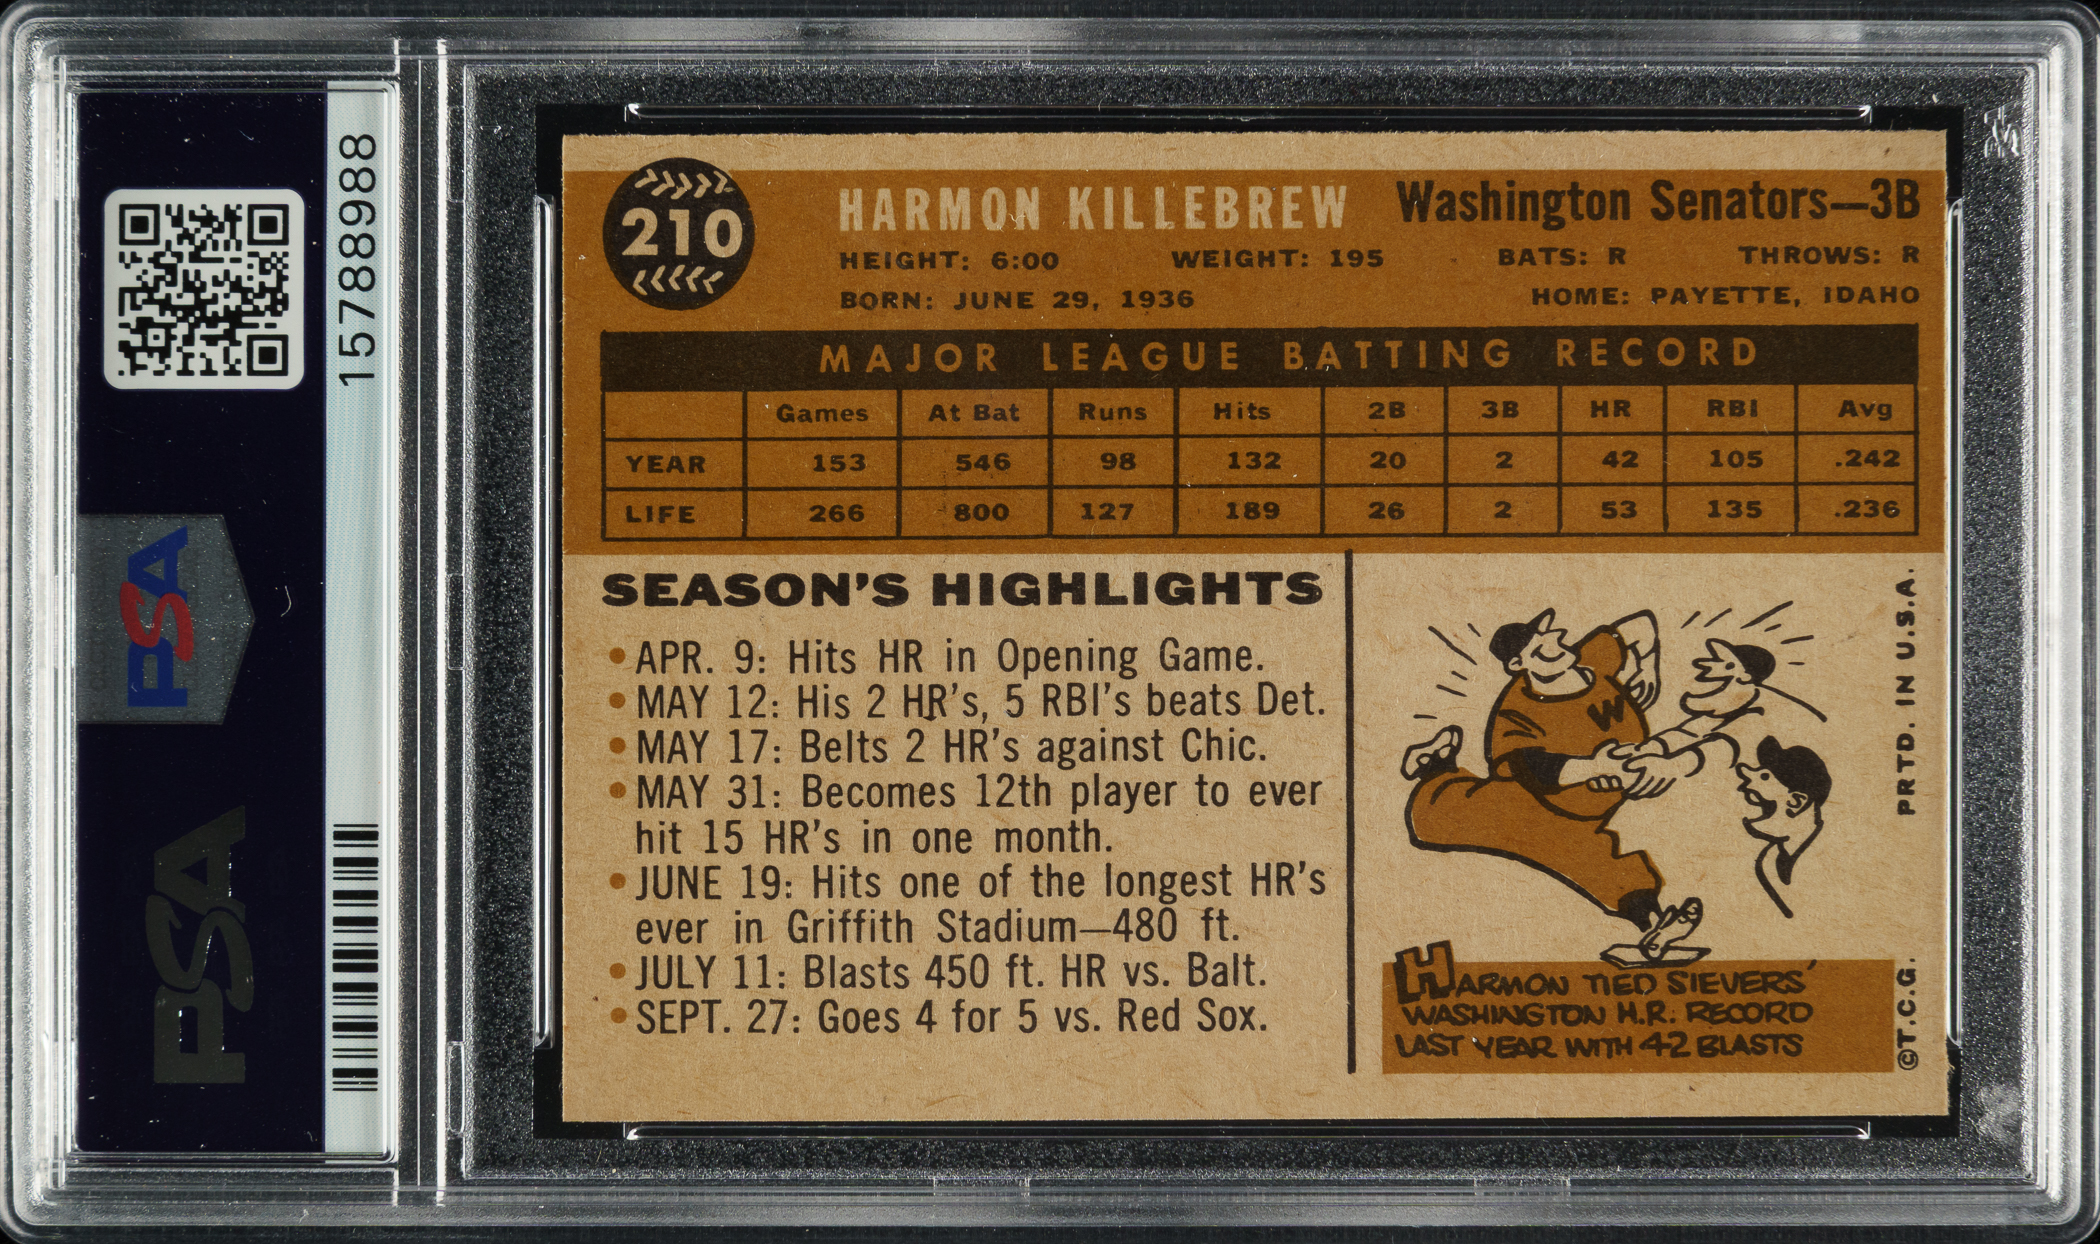 15788988
PSA
PSA
210
HARMON KILLEBREW Washington Senators—3B
HEIGHT: 6:00 WEIGHT: 195 BATS: R THROWS: R
BORN: JUNE 29, 1936 HOME: PAYETTE, IDAHO
MAJOR LEAGUE BATTING RECORD
Games At Bat Runs Hits 2B 3B HR RBI Avg
YEAR 153 546 98 132 20 2 42 105 .242
LIFE 266 800 127 189 26 2 53 135 .236
SEASON'S HIGHLIGHTS
• APR. 9: Hits HR in Opening Game.
• MAY 12: His 2 HR's, 5 RBI's beats Det.
• MAY 17: Belts 2 HR's against Chic.
• MAY 31: Becomes 12th player to ever
hit 15 HR's in one month.
• JUNE 19: Hits one of the longest HR's
ever in Griffith Stadium—480 ft.
• JULY 11: Blasts 450 ft. HR vs. Balt.
• SEPT. 27: Goes 4 for 5 vs. Red Sox.
W
HARMON TIED SIEVERS'
WASHINGTON H.R. RECORD
LAST YEAR WITH 42 BLASTS
©T.C.G. PRTD. IN U.S.A.